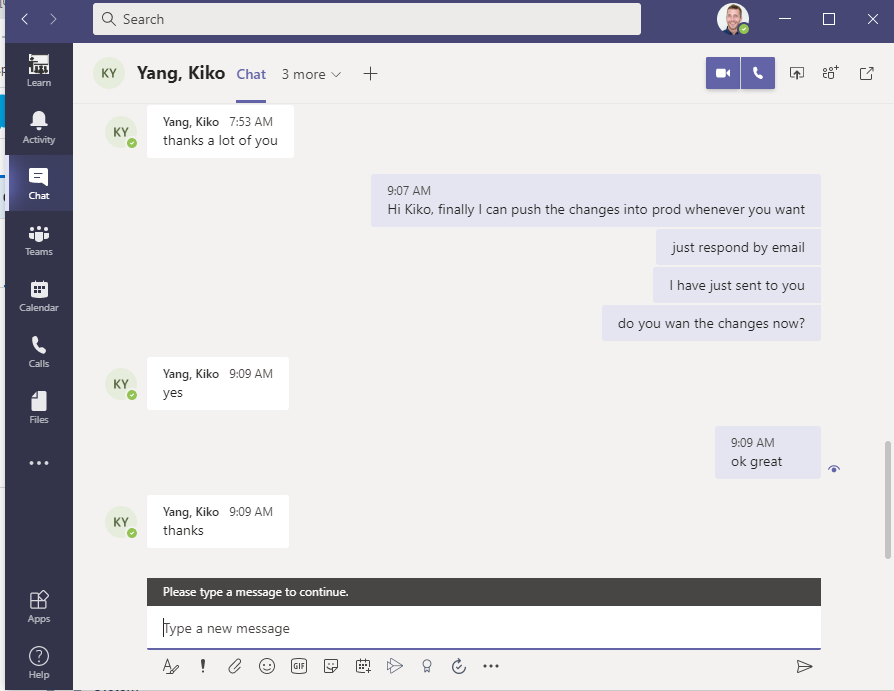 Search
Learn
Activity
Chat
Teams
Calendar
Calls
Files
Apps
Help
KY Yang, Kiko Chat 3 more
KY Yang, Kiko 7:53 AM
thanks a lot of you
9:07 AM
Hi Kiko, finally I can push the changes into prod whenever you want
just respond by email
I have just sent to you
do you wan the changes now?
KY Yang, Kiko 9:09 AM
yes
9:09 AM
ok great
KY Yang, Kiko 9:09 AM
thanks
Please type a message to continue.
Type a new message
GIF